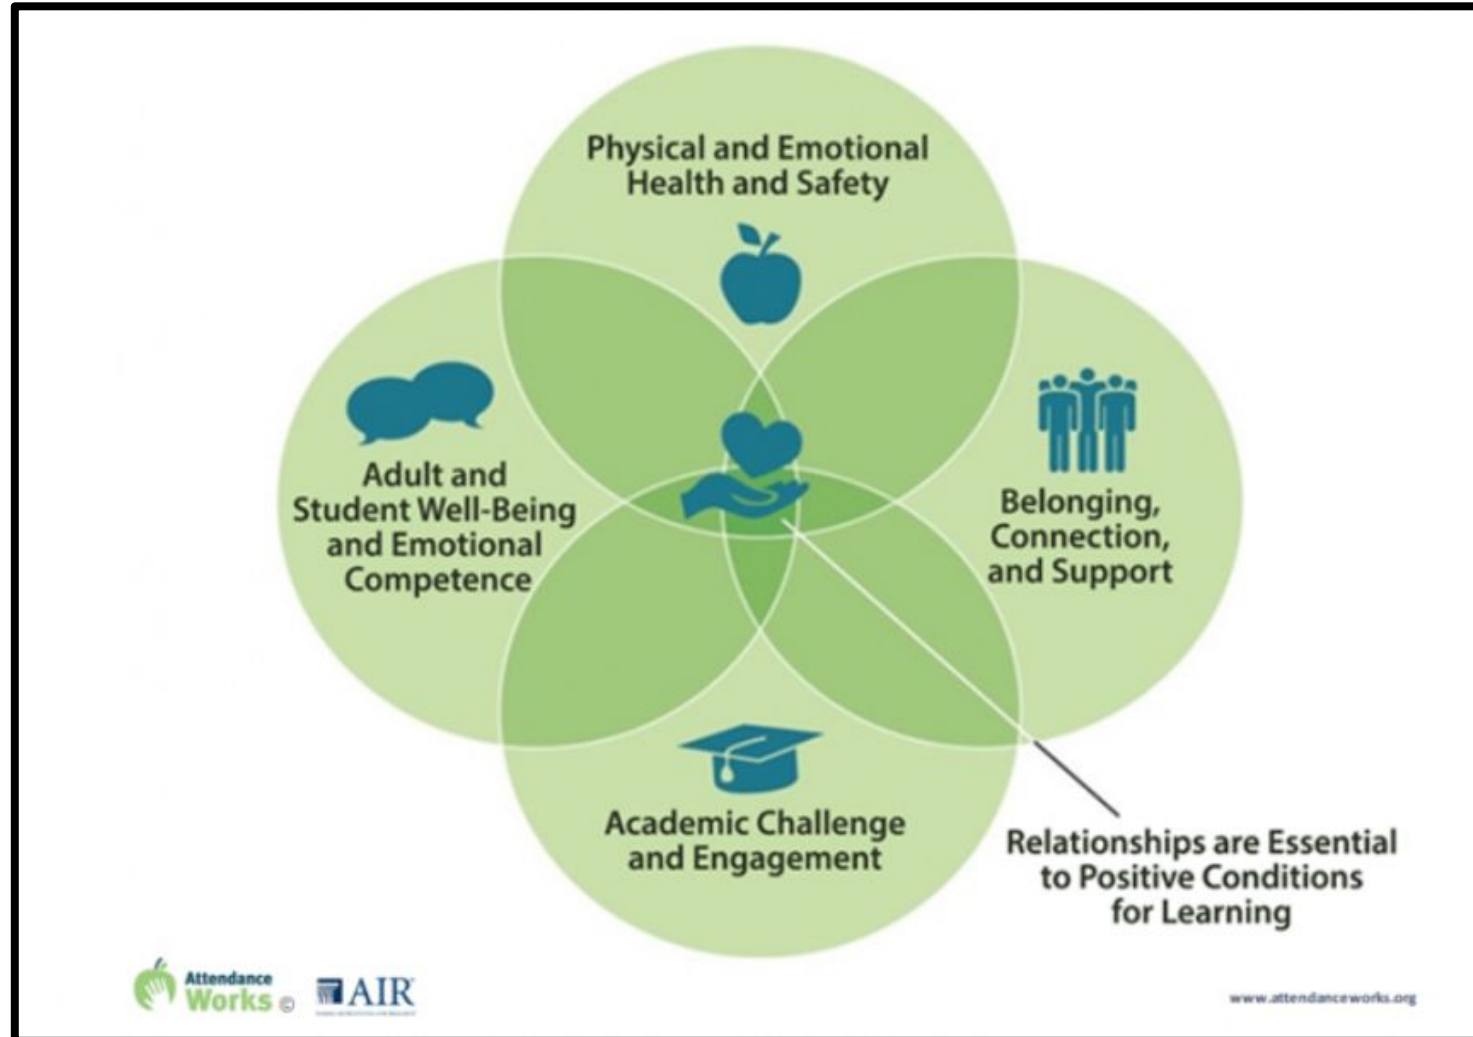 Physical and Emotional
Health and Safety
Adult and
Student Well-Being
and Emotional
Competence
Belonging,
Connection,
and Support
Academic Challenge
and Engagement
Relationships are Essential
to Positive Conditions
for Learning
Attendance
Works ©
AIR
www.attendanceworks.org